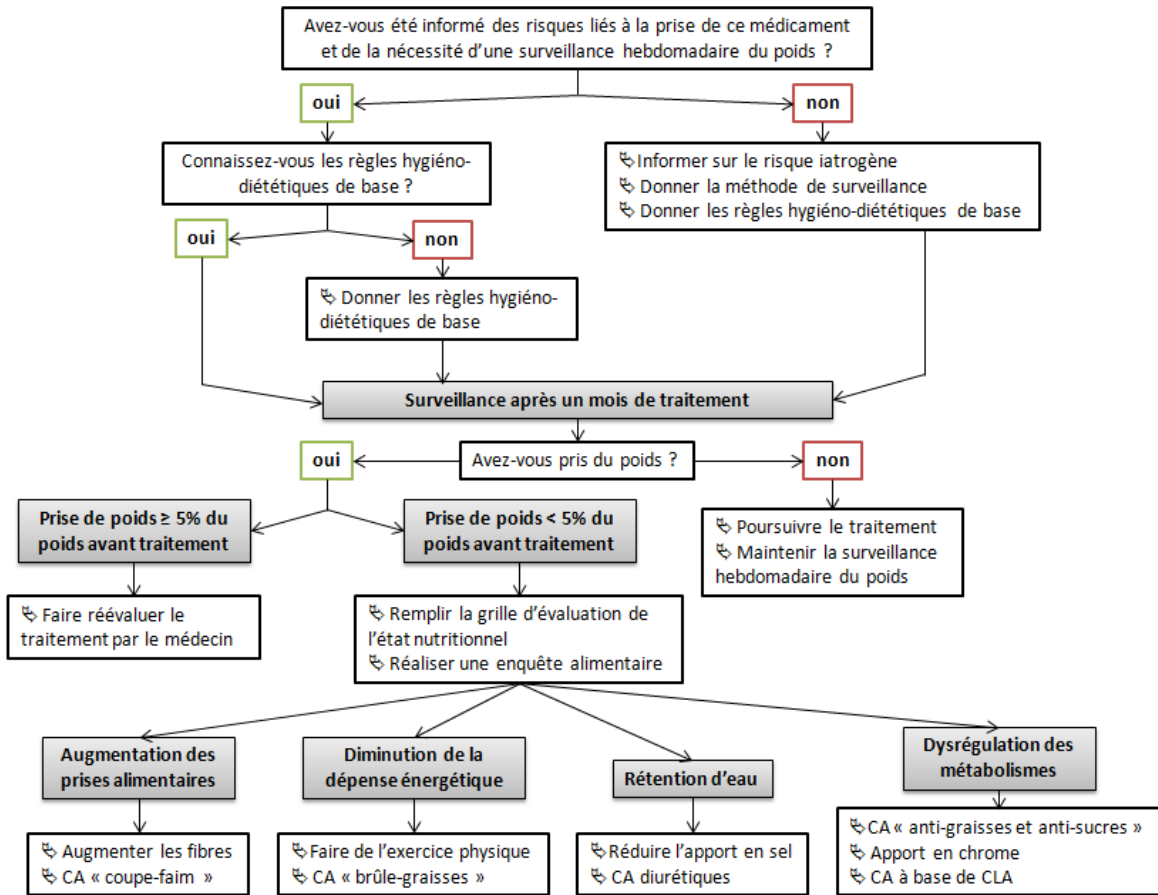 Avez-vous été informé des risques liés à la prise de ce médicament
et de la nécessité d'une surveillance hebdomadaire du poids ?
oui
non
Connaissez-vous les règles hygiéno-
diététiques de base ?
Informer sur le risque iatrogène
Donner la méthode de surveillance
Donner les règles hygiéno-diététiques de base
oui
non
Donner les règles hygiéno-
diététiques de base
Surveillance après un mois de traitement
oui
Avez-vous pris du poids ?
non
Prise de poids ≥ 5% du
poids avant traitement
Prise de poids < 5% du
poids avant traitement
Poursuivre le traitement
Maintenir la surveillance
hebdomadaire du poids
Faire réévaluer le
traitement par le médecin
Remplir la grille d'évaluation de
l'état nutritionnel
Réaliser une enquête alimentaire
Augmentation des
prises alimentaires
Diminution de la
dépense énergétique
Rétention d'eau
Dysrégulation des
métabolismes
Augmenter les fibres
CA « coupe-faim »
Faire de l'exercice physique
CA « brûle-graisses »
Réduire l'apport en sel
CA diurétiques
CA « anti-graisses et anti-sucres »
Apport en chrome
CA à base de CLA